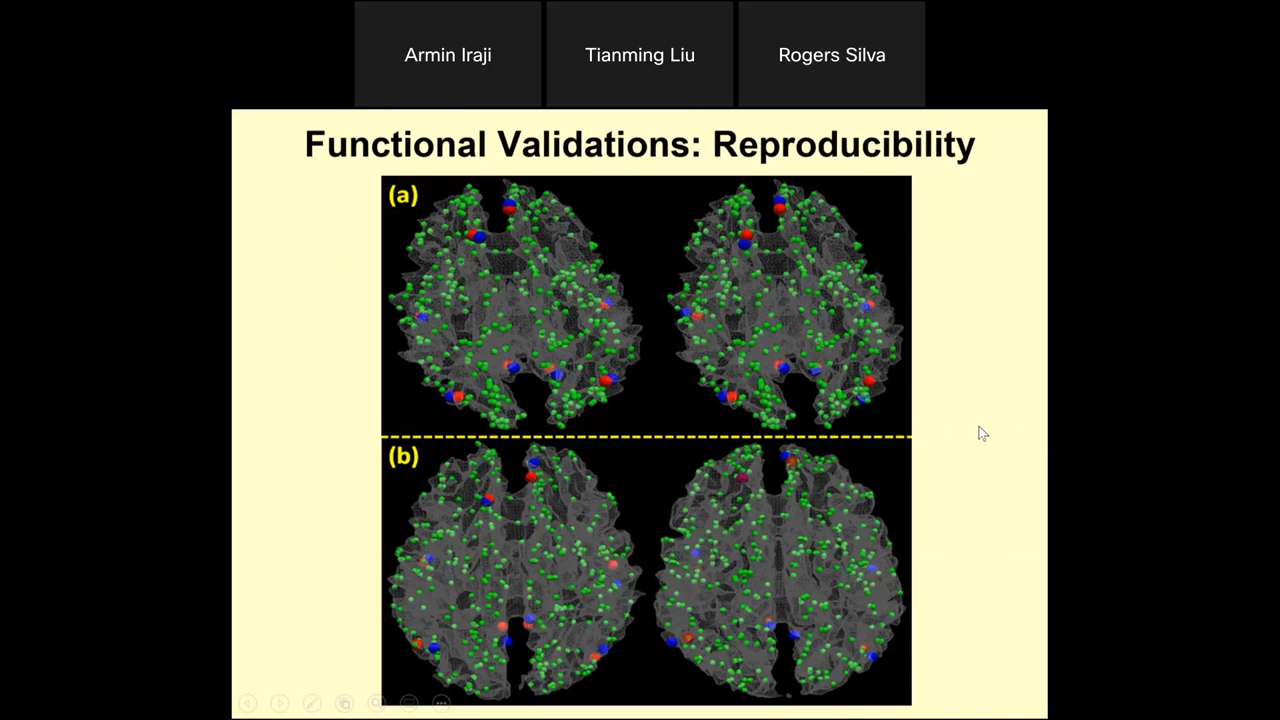 Armin Iraji
Tianming Liu
Rogers Silva
Functional Validations: Reproducibility
(a)
(b)